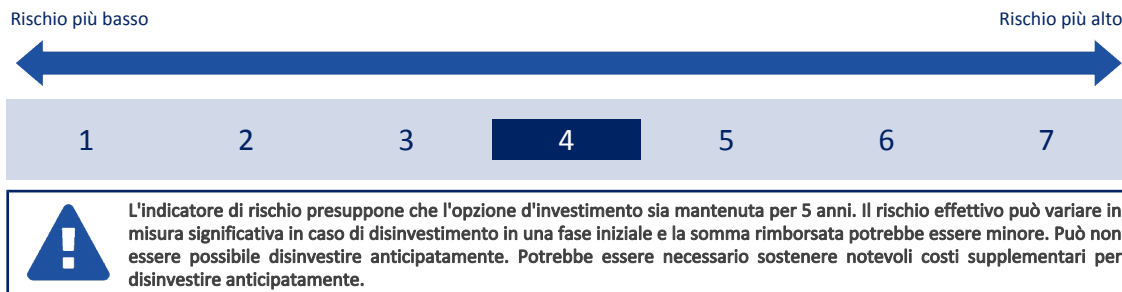 Rischio più basso
Rischio più alto
1 2 3 4 5 6 7
L'indicatore di rischio presuppone che l'opzione d'investimento sia mantenuta per 5 anni. Il rischio effettivo può variare in
misura significativa in caso di disinvestimento in una fase iniziale e la somma rimborsata potrebbe essere minore. Può non
essere possibile disinvestire anticipatamente. Potrebbe essere necessario sostenere notevoli costi supplementari per
disinvestire anticipatamente.